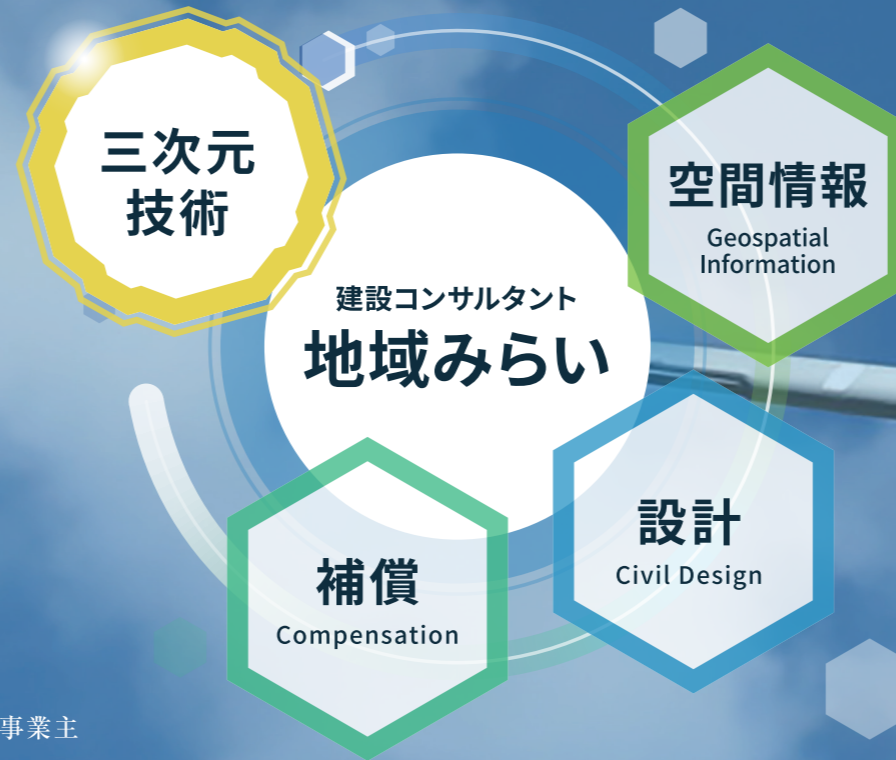 三次元
技術
空間情報
Geospatial
Information
建設コンサルタント
地域みらい
設計
Civil Design
補償
Compensation
事業主